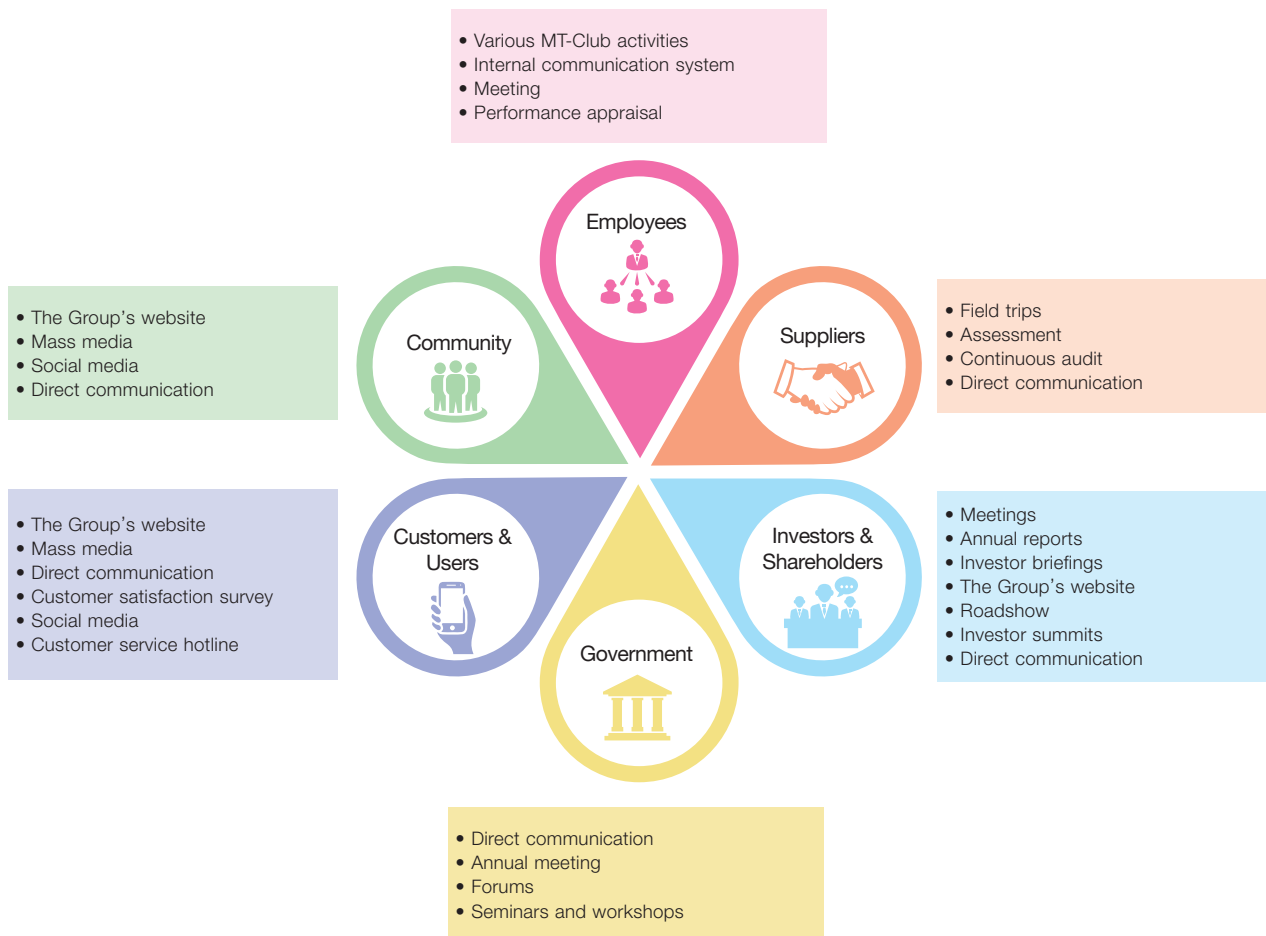 • Various MT-Club activities
• Internal communication system
• Meeting
• Performance appraisal
Employees
Suppliers
• Field trips
• Assessment
• Continuous audit
• Direct communication
Investors &
Shareholders
• Meetings
• Annual reports
• Investor briefings
• The Group's website
• Roadshow
• Investor summits
• Direct communication
Government
• Direct communication
• Annual meeting
• Forums
• Seminars and workshops
Customers &
Users
• The Group's website
• Mass media
• Direct communication
• Customer satisfaction survey
• Social media
• Customer service hotline
Community
• The Group's website
• Mass media
• Social media
• Direct communication